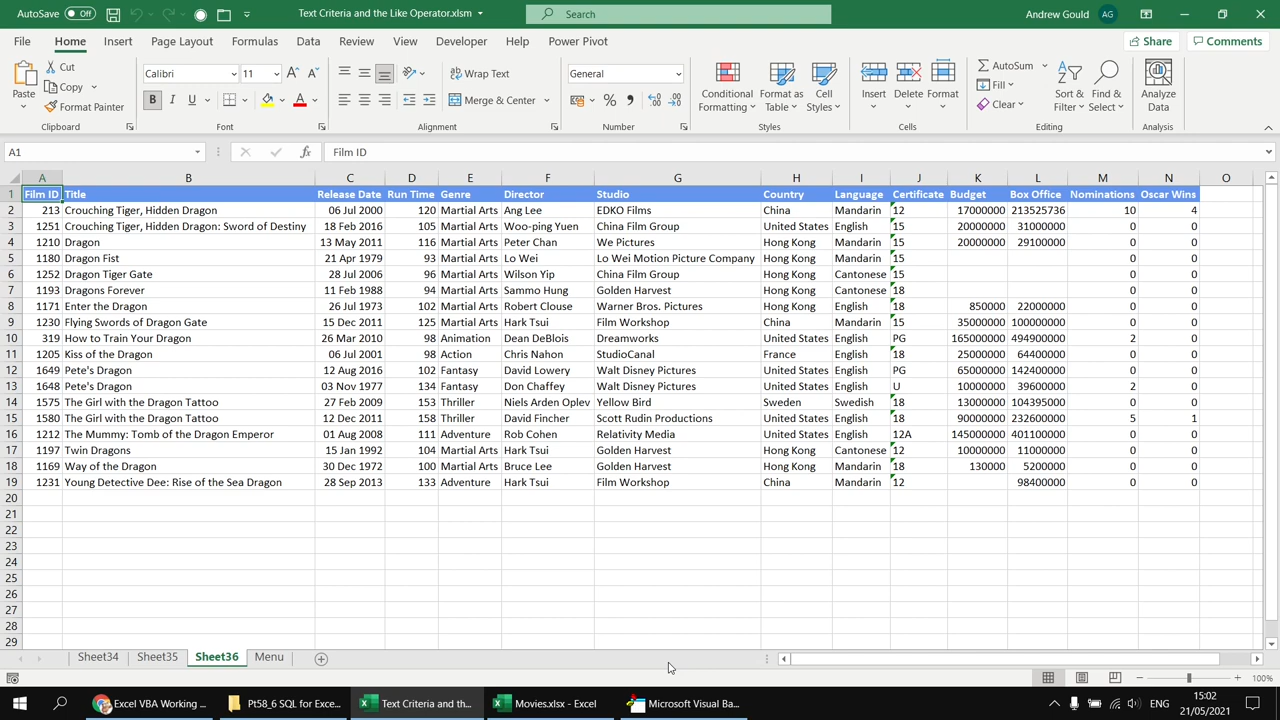 AutoSave Off Text Criteria and the Like Operator.xlsm Search Andrew Gould AG
File Home Insert Page Layout Formulas Data Review View Developer Help Power Pivot Share Comments
Paste Cut Copy Format Painter Calibri 11 Wrap Text Merge & Center General Conditional Formatting Format as Table Cell Styles Insert Delete Format AutoSum Fill Clear Sort & Filter Find & Select Analyze Data
Clipboard Font Alignment Number Styles Cells Editing Analysis
A1 fx Film ID
A B C D E F G H I J K L M N O
1 Film ID Title Release Date Run Time Genre Director Studio Country Language Certificate Budget Box Office Nominations Oscar Wins
2 213 Crouching Tiger, Hidden Dragon 06 Jul 2000 120 Martial Arts Ang Lee EDKO Films China Mandarin 12 17000000 213525736 10 4
3 1251 Crouching Tiger, Hidden Dragon: Sword of Destiny 18 Feb 2016 105 Martial Arts Woo-ping Yuen China Film Group United States English 15 20000000 31000000 0 0
4 1210 Dragon 13 May 2011 116 Martial Arts Peter Chan We Pictures Hong Kong Mandarin 15 20000000 29100000 0 0
5 1180 Dragon Fist 21 Apr 1979 93 Martial Arts Lo Wei Lo Wei Motion Picture Company Hong Kong Mandarin 15 0 0
6 1252 Dragon Tiger Gate 28 Jul 2006 96 Martial Arts Wilson Yip China Film Group Hong Kong Cantonese 15 0 0
7 1193 Dragons Forever 11 Feb 1988 94 Martial Arts Sammo Hung Golden Harvest Hong Kong Cantonese 18 0 0
8 1171 Enter the Dragon 26 Jul 1973 102 Martial Arts Robert Clouse Warner Bros. Pictures Hong Kong English 18 850000 22000000 0 0
9 1230 Flying Swords of Dragon Gate 15 Dec 2011 125 Martial Arts Hark Tsui Film Workshop China Mandarin 15 35000000 100000000 0 0
10 319 How to Train Your Dragon 26 Mar 2010 98 Animation Dean DeBlois Dreamworks United States English PG 165000000 494900000 2 0
11 1205 Kiss of the Dragon 06 Jul 2001 98 Action Chris Nahon StudioCanal France English 18 25000000 64400000 0 0
12 1649 Pete's Dragon 12 Aug 2016 102 Fantasy David Lowery Walt Disney Pictures United States English PG 65000000 142400000 0 0
13 1648 Pete's Dragon 03 Nov 1977 134 Fantasy Don Chaffey Walt Disney Pictures United States English U 10000000 39600000 2 0
14 1575 The Girl with the Dragon Tattoo 27 Feb 2009 153 Thriller Niels Arden Oplev Yellow Bird Sweden Swedish 18 13000000 104395000 0 0
15 1580 The Girl with the Dragon Tattoo 12 Dec 2011 158 Thriller David Fincher Scott Rudin Productions United States English 18 90000000 232600000 5 1
16 1212 The Mummy: Tomb of the Dragon Emperor 01 Aug 2008 111 Adventure Rob Cohen Relativity Media United States English 12A 145000000 401100000 0 0
17 1197 Twin Dragons 15 Jan 1992 104 Martial Arts Hark Tsui Golden Harvest Hong Kong Cantonese 12 10000000 11000000 0 0
18 1169 Way of the Dragon 30 Dec 1972 100 Martial Arts Bruce Lee Golden Harvest Hong Kong Mandarin 18 130000 5200000 0 0
19 1231 Young Detective Dee: Rise of the Sea Dragon 28 Sep 2013 133 Adventure Hark Tsui Film Workshop China Mandarin 12 98400000 0 0
20
21
22
23
24
25
26
27
28
29
Sheet34 Sheet35 Sheet36 Menu
100%
Excel VBA Working ... Pt58_6 SQL for Exce... Text Criteria and th... Movies.xlsx - Excel Microsoft Visual Ba... ENG 15:02
21/05/2021